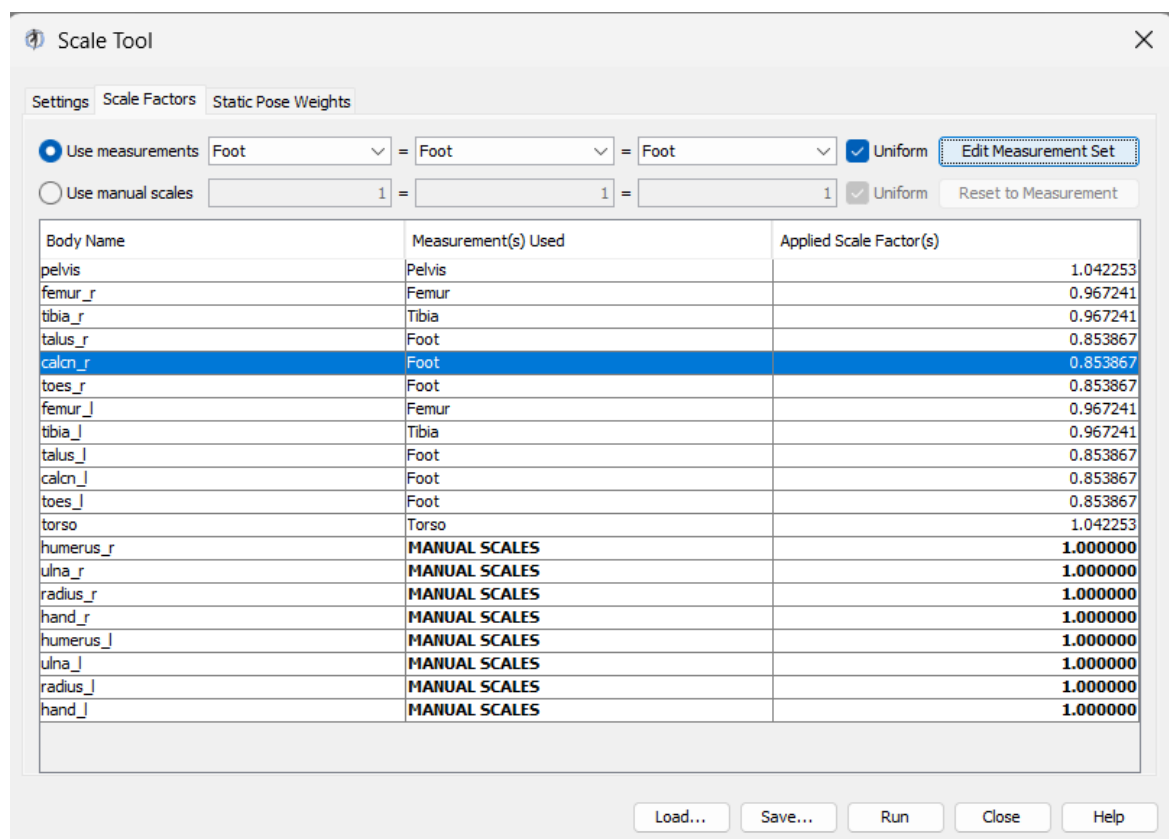 Scale Tool
Settings Scale Factors Static Pose Weights
Use measurements Foot = Foot = Foot Uniform Edit Measurement Set
Use manual scales 1 = 1 = 1 Uniform Reset to Measurement
Body Name Measurement(s) Used Applied Scale Factor(s)
pelvis Pelvis 1.042253
femur_r Femur 0.967241
tibia_r Tibia 0.967241
talus_r Foot 0.853867
calcn_r Foot 0.853867
toes_r Foot 0.853867
femur_l Femur 0.967241
tibia_l Tibia 0.967241
talus_l Foot 0.853867
calcn_l Foot 0.853867
toes_l Foot 0.853867
torso Torso 1.042253
humerus_r MANUAL SCALES 1.000000
ulna_r MANUAL SCALES 1.000000
radius_r MANUAL SCALES 1.000000
hand_r MANUAL SCALES 1.000000
humerus_l MANUAL SCALES 1.000000
ulna_l MANUAL SCALES 1.000000
radius_l MANUAL SCALES 1.000000
hand_l MANUAL SCALES 1.000000
Load... Save... Run Close Help